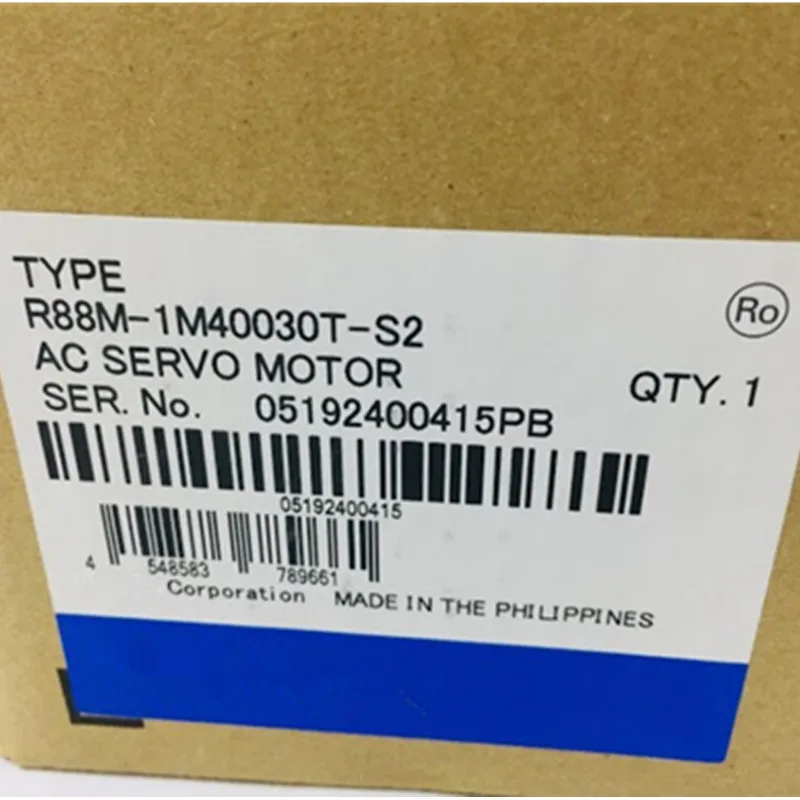 TYPE
R88M-1M40030T-S2
Ro
AC SERVO MOTOR
QTY. 1
SER. No. 05192400415PB
05192400415
4 548583 789661
Corporation MADE IN THE PHILIPPINES